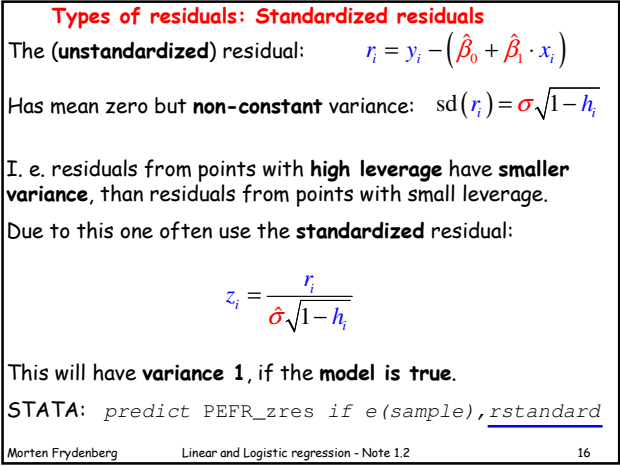 Types of residuals: Standardized residuals
The (unstandardized) residual: r_i = y_i − (β̂_0 + β̂_1 · x_i)
Has mean zero but non-constant variance: sd(r_i) = σ√(1 − h_i)
I. e. residuals from points with high leverage have smaller
variance, than residuals from points with small leverage.
Due to this one often use the standardized residual:
z_i = r_i / (σ̂√(1 − h_i))
This will have variance 1, if the model is true.
STATA: predict PEFR_zres if e(sample),rstandard
Morten Frydenberg Linear and Logistic regression - Note 1.2 16